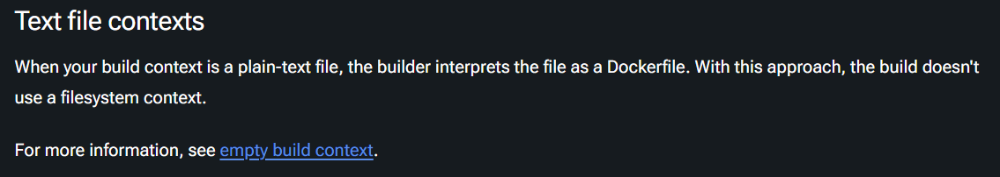 Text file contexts
When your build context is a plain-text file, the builder interprets the file as a Dockerfile. With this approach, the build doesn't
use a filesystem context.
For more information, see empty build context.